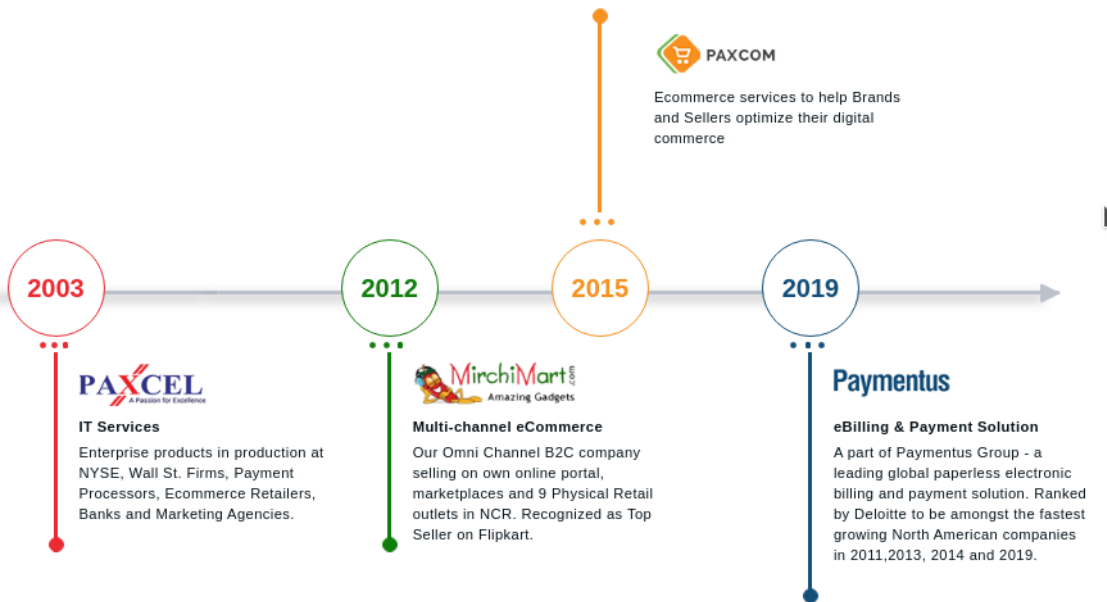 PAXCOM
Ecommerce services to help Brands
and Sellers optimize their digital
commerce
2003
2012
2015
2019
PAXCEL
A Passion for Excellence
IT Services
Enterprise products in production at
NYSE, Wall St. Firms, Payment
Processors, Ecommerce Retailers,
Banks and Marketing Agencies.
MirchiMart.com
Amazing Gadgets
Multi-channel eCommerce
Our Omni Channel B2C company
selling on own online portal,
marketplaces and 9 Physical Retail
outlets in NCR. Recognized as Top
Seller on Flipkart.
Paymentus
eBilling & Payment Solution
A part of Paymentus Group - a
leading global paperless electronic
billing and payment solution. Ranked
by Deloitte to be amongst the fastest
growing North American companies
in 2011,2013, 2014 and 2019.